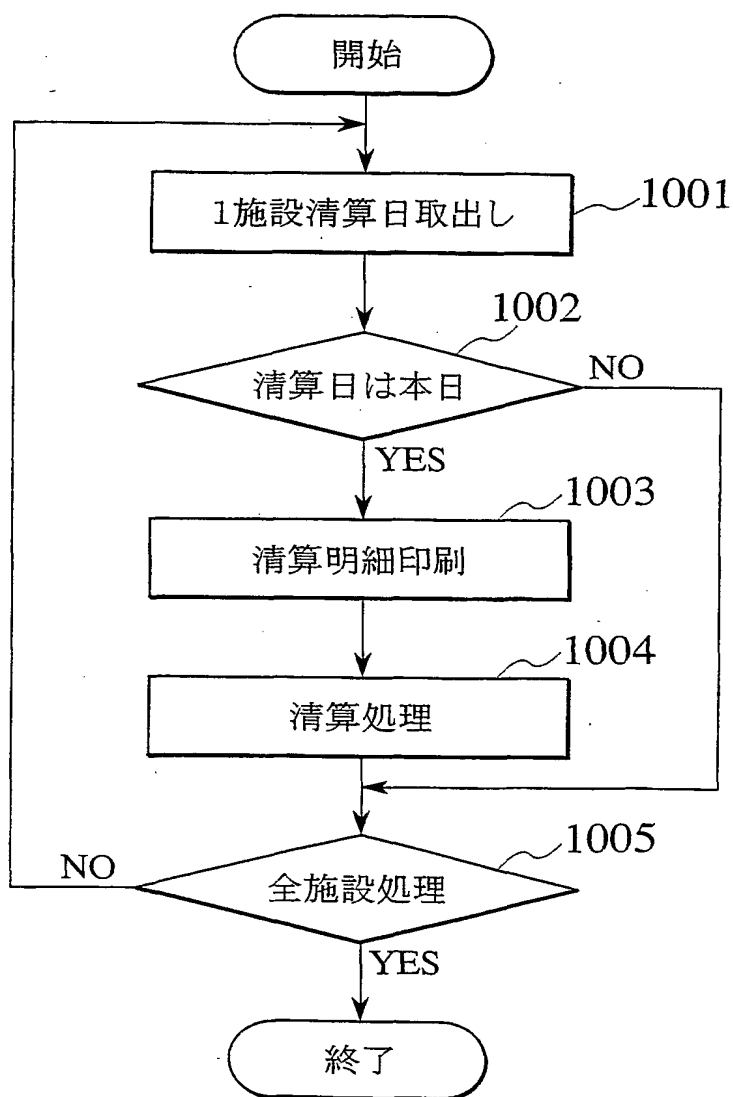 開始
1施設清算日取出し
1001
1002
清算日は本日
NO
YES
1003
清算明細印刷
1004
清算処理
1005
全施設処理
NO
YES
終了